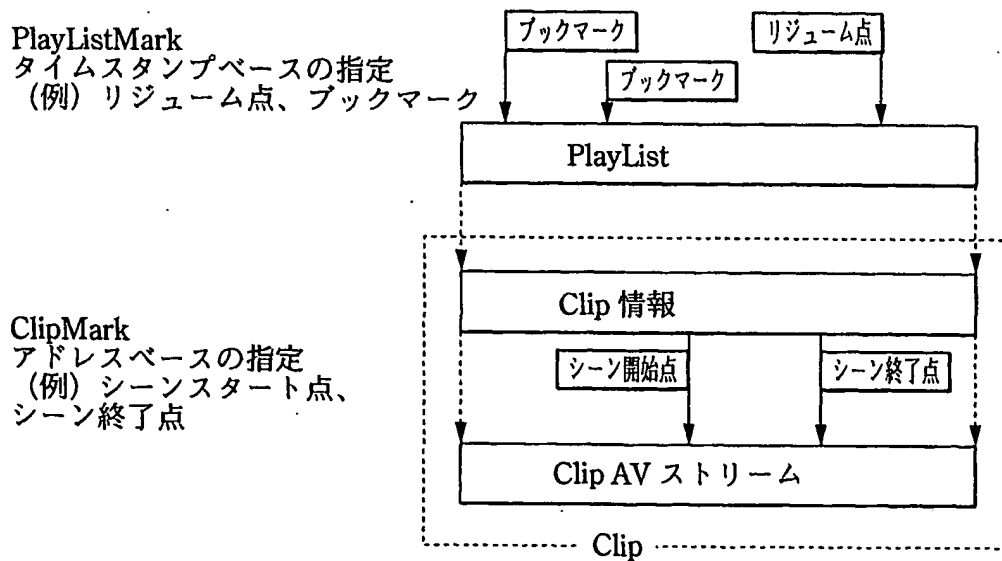 PlayListMark
タイムスタンプベースの指定
(例) リジューム点、ブックマーク
ブックマーク
リジューム点
ブックマーク
PlayList
Clip 情報
ClipMark
アドレスベースの指定
(例) シーンスタート点、
シーン終了点
シーン開始点
シーン終了点
Clip AV ストリーム
Clip